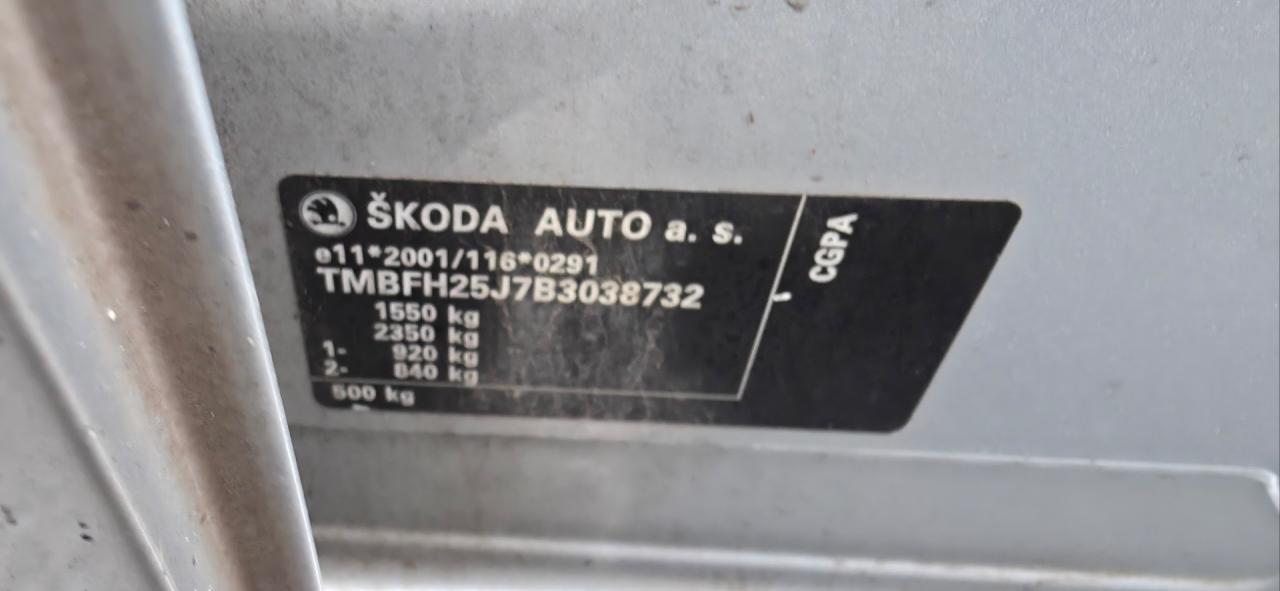 ŠKODA AUTO a. s.
e11*2001/116*0291
TMBFH25J7B3038732
1550 kg
2350 kg
1- 920 kg
2- 840 kg
500 kg
CGPA